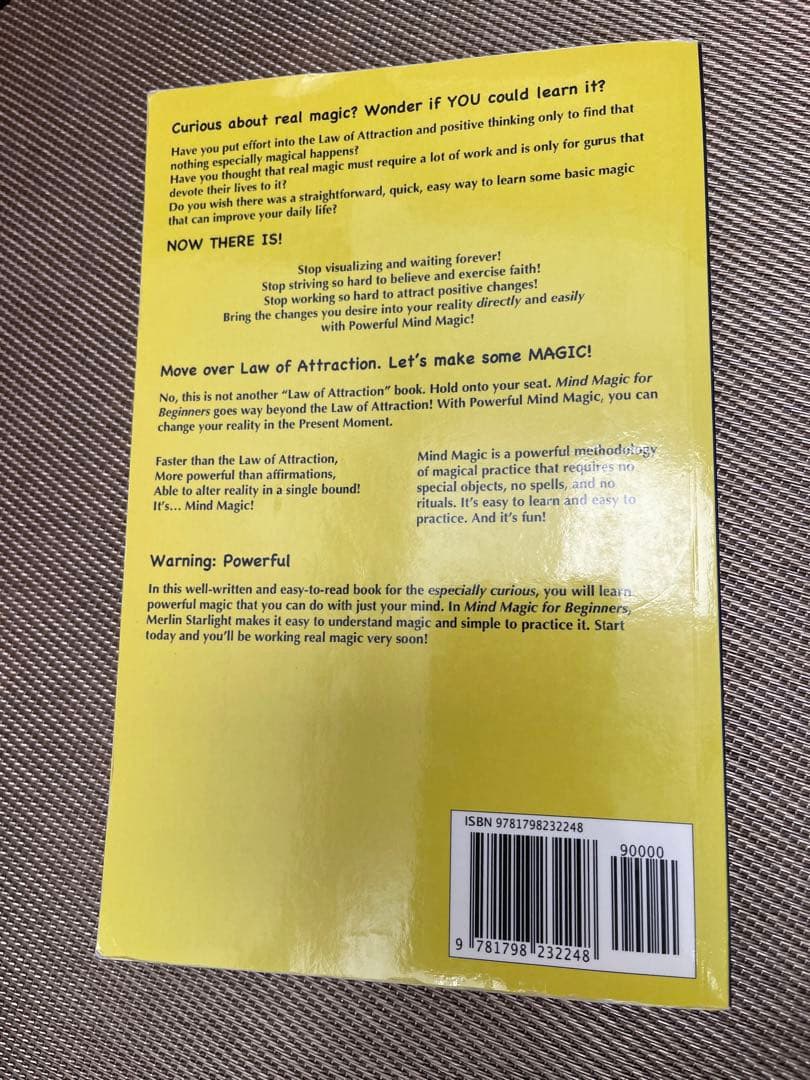 Curious about real magic? Wonder if YOU could learn it?
Have you put effort into the Law of Attraction and positive thinking only to find that
nothing especially magical happens?
Have you thought that real magic must require a lot of work and is only for gurus that
devote their lives to it?
Do you wish there was a straightforward, quick, easy way to learn some basic magic
that can improve your daily life?
NOW THERE IS!
Stop visualizing and waiting forever!
Stop striving so hard to believe and exercise faith!
Stop working so hard to attract positive changes!
Bring the changes you desire into your reality directly and easily
with Powerful Mind Magic!
Move over Law of Attraction. Let's make some MAGIC!
No, this is not another “Law of Attraction” book. Hold onto your seat. Mind Magic for
Beginners goes way beyond the Law of Attraction! With Powerful Mind Magic, you can
change your reality in the Present Moment.
Faster than the Law of Attraction,
More powerful than affirmations,
Able to alter reality in a single bound!
It’s... Mind Magic!
Mind Magic is a powerful methodology
of magical practice that requires no
special objects, no spells, and no
rituals. It’s easy to learn and easy to
practice. And it’s fun!
Warning: Powerful
In this well-written and easy-to-read book for the especially curious, you will learn
powerful magic that you can do with just your mind. In Mind Magic for Beginners,
Merlin Starlight makes it easy to understand magic and simple to practice it. Start
today and you’ll be working real magic very soon!
ISBN 9781798232248
90000
9 781798 232248